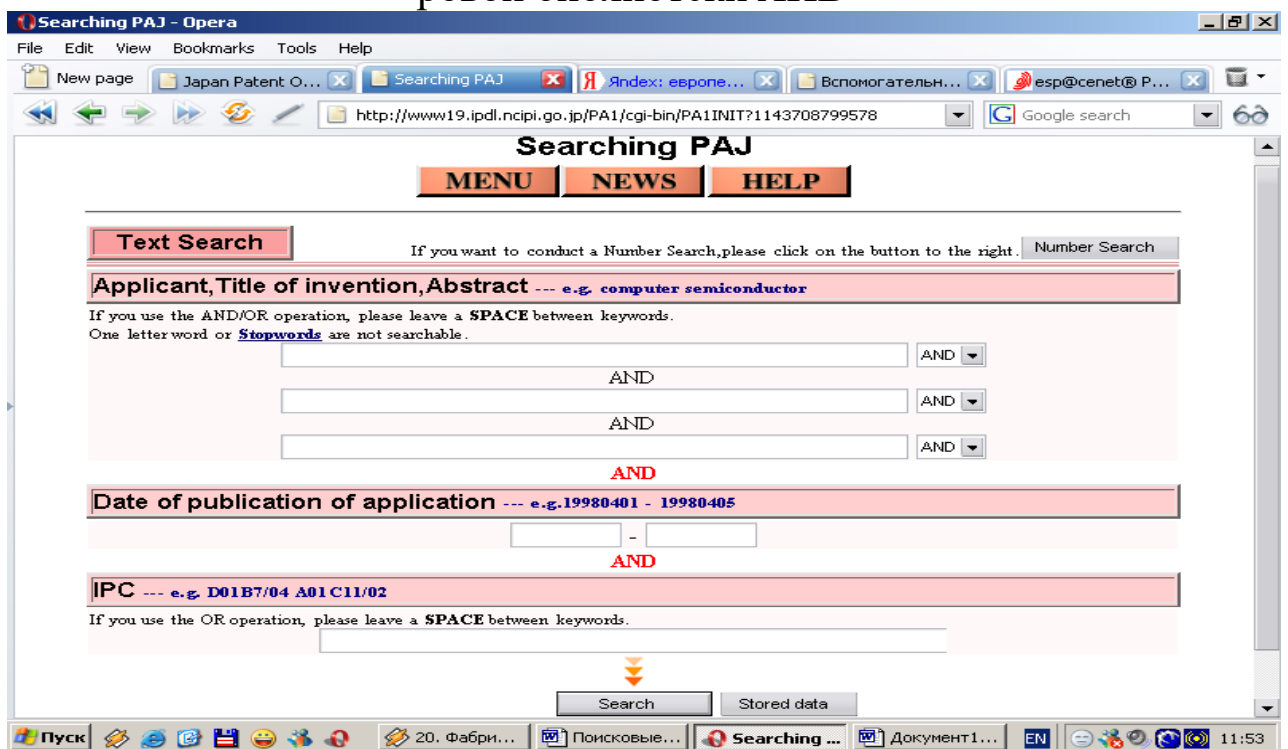 Searching PAJ - Opera
File Edit View Bookmarks Tools Help
New page Japan Patent O... Searching PAJ Яndex: европе... Вспомогательн... esp@cenet® P...
http://www19.ipdl.ncipi.go.jp/PA1/cgi-bin/PA1INIT?1143708799578 G Google search
Searching PAJ
MENU NEWS HELP
Text Search If you want to conduct a Number Search,please click on the button to the right. Number Search
Applicant,Title of invention,Abstract --- e.g. computer semiconductor
If you use the AND/OR operation, please leave a SPACE between keywords.
One letter word or Stopwords are not searchable.
AND
AND
AND
AND
AND
AND
Date of publication of application --- e.g.19980401 - 19980405
-
AND
IPC --- e.g. D01B7/04 A01C11/02
If you use the OR operation, please leave a SPACE between keywords.
Search Stored data
Пуск 20. Фабри... Поисковые... Searching ... Документ1... EN 11:53